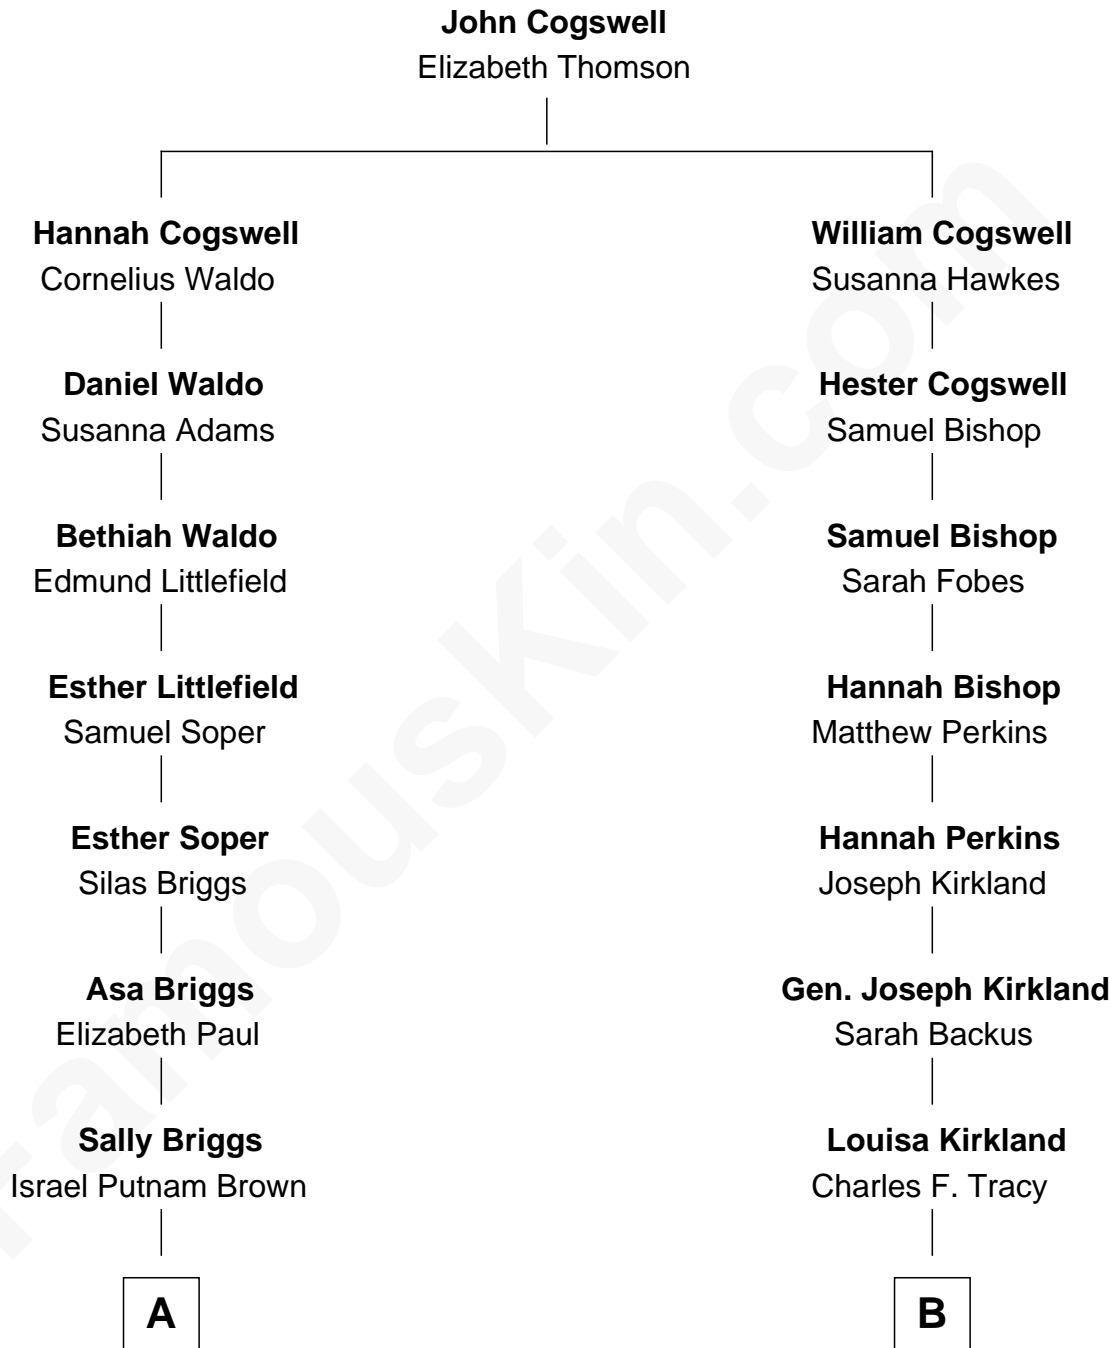 John Cogswell
Elizabeth Thomson
Hannah Cogswell
Cornelius Waldo
William Cogswell
Susanna Hawkes
Daniel Waldo
Susanna Adams
Hester Cogswell
Samuel Bishop
Bethiah Waldo
Edmund Littlefield
Samuel Bishop
Sarah Fobes
Esther Littlefield
Samuel Soper
Hannah Bishop
Matthew Perkins
Esther Soper
Silas Briggs
Hannah Perkins
Joseph Kirkland
Asa Briggs
Elizabeth Paul
Gen. Joseph Kirkland
Sarah Backus
Sally Briggs
Israel Putnam Brown
Louisa Kirkland
Charles F. Tracy
A
B
FamousKin.com